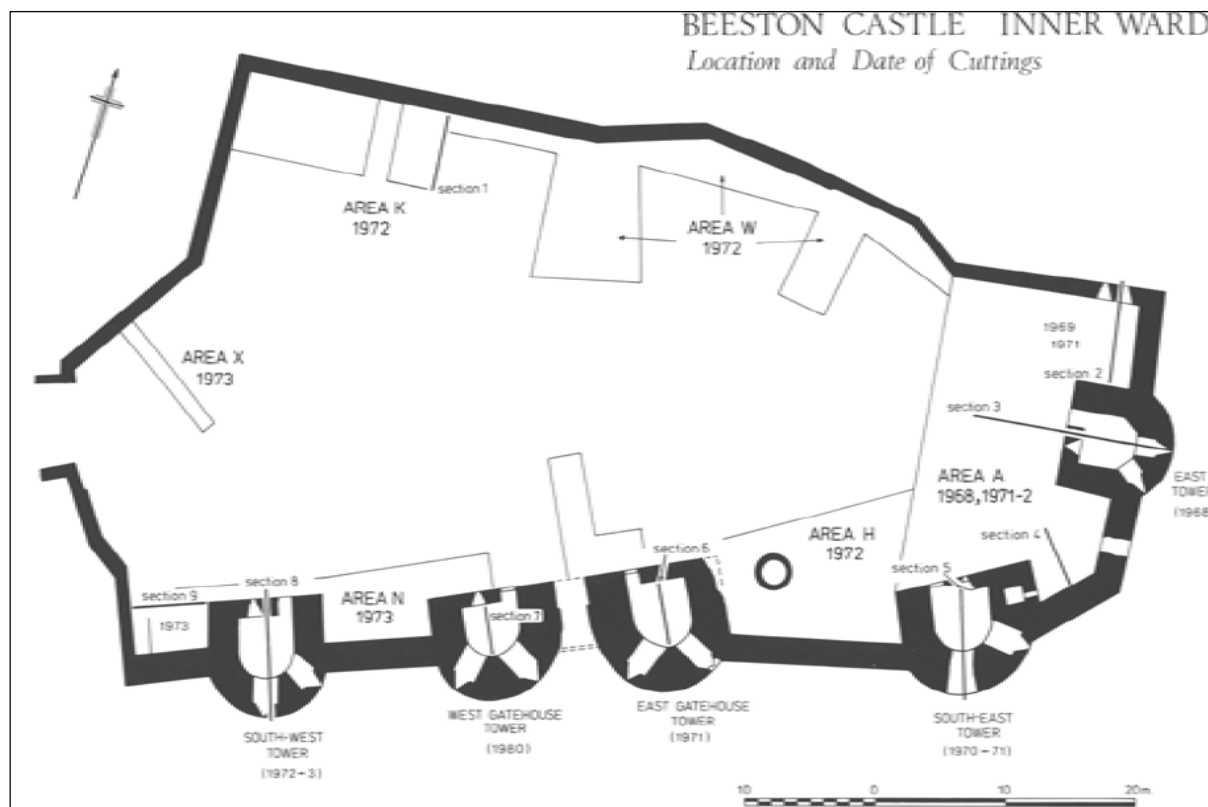 BEESTON CASTLE INNER WARD
Location and Date of Cuttings
section 1
AREA K
1972
AREA W
1972
AREA X
1973
1969
1971
section 2
section 3
AREA A
1968,1971-2
EAST
TOWER
(1968
section 4
section 5
AREA H
1972
section 6
section 7
section 8
section 9
1973
AREA N
1973
SOUTH-WEST
TOWER
(1972-3)
WEST GATEHOUSE
TOWER
(1980)
EAST GATEHOUSE
TOWER
(1971)
SOUTH-EAST
TOWER
(1970-71)
10 0 10 20m